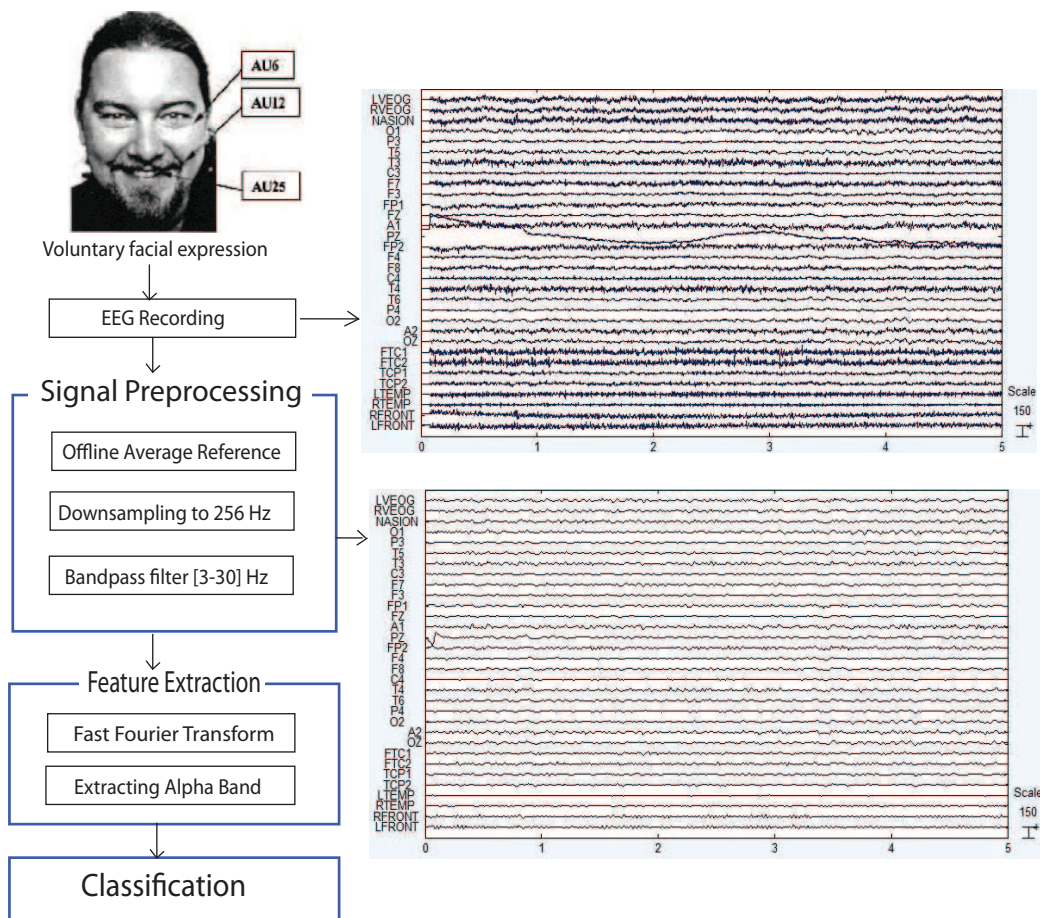 AU6
AU12
AU25
Voluntary facial expression
EEG Recording
Signal Preprocessing
Offline Average Reference
Downsampling to 256 Hz
Bandpass filter [3-30] Hz
Feature Extraction
Fast Fourier Transform
Extracting Alpha Band
Classification
LVEOG
RVEOG
NASION
O1
P3
T5
T3
C3
F7
F3
FP1
FZ
A1
PZ
FP2
F4
F8
C4
T4
T6
P4
O2
A2
OZ
FTC1
FTC2
TCP1
TCP2
LTEMP
RTEMP
RFRONT
LFRONT
0 1 2 3 4 5
Scale
150
+
LVEOG
RVEOG
NASION
O1
P3
T5
T3
C3
F7
F3
FP1
FZ
A1
PZ
FP2
F4
F8
C4
T4
T6
P4
O2
A2
OZ
FTC1
FTC2
TCP1
TCP2
LTEMP
RTEMP
RFRONT
LFRONT
0 1 2 3 4 5
Scale
150
+